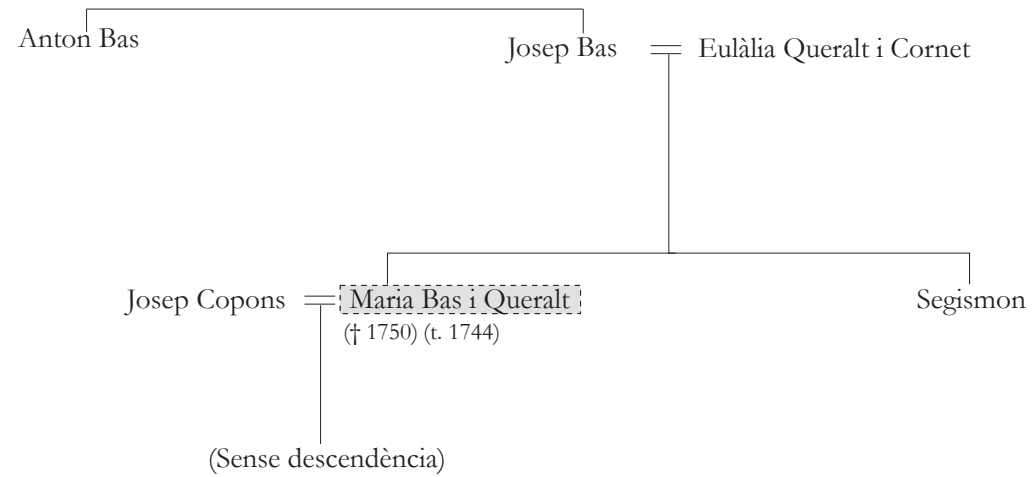 Anton Bas
Josep Bas
Eulàlia Queralt i Cornet
Josep Copons
Maria Bas i Queralt
Segismon
(† 1750) (t. 1744)
(Sense descendència)